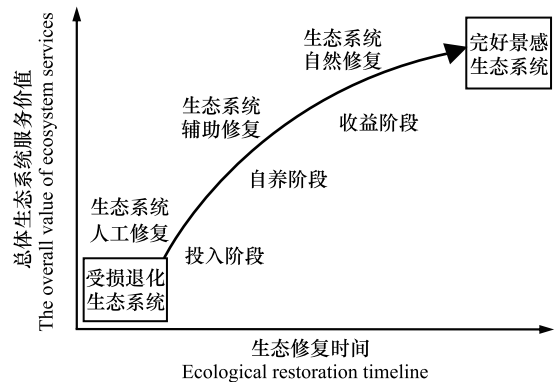 总体生态系统服务价值
The overall value of ecosystem services
生态系统
自然修复
完好景感
生态系统
收益阶段
生态系统
辅助修复
自养阶段
生态系统
人工修复
投入阶段
受损退化
生态系统
生态修复时间
Ecological restoration timeline